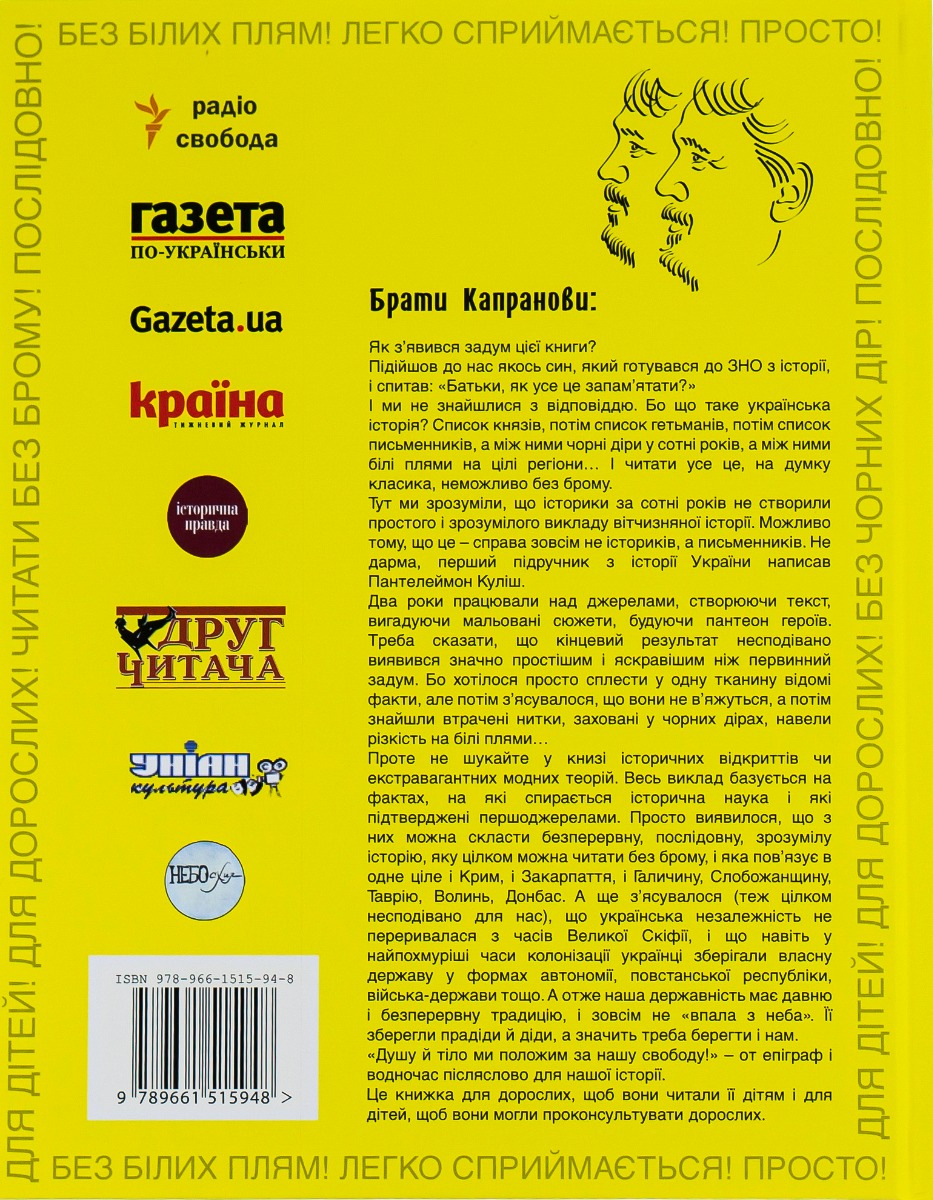 БЕЗ БІЛИХ ПЛЯМ! ЛЕГКО СПРИЙМАЄТЬСЯ! ПРОСТО!
ДЛЯ ДІТЕЙ! ДЛЯ ДОРОСЛИХ! ЧИТАТИ БЕЗ БРОМУ! ПОСЛІДОВНО!
радіо
свобода
газета
ПО-УКРАЇНСЬКИ
Gazeta.ua
країна
ТИЖНЕВИЙ ЖУРНАЛ
історична
правда
ДРУГ
ЧИТАЧА
УНІАН
культура
НЕБОсхил
ISBN 978-966-1515-94-8
9 789661 515948 >
Брати Капранови:
Як з’явився задум цієї книги?
Підійшов до нас якось син, який готувався до ЗНО з історії,
і спитав: «Батьки, як усе це запам’ятати?»
І ми не знайшлися з відповіддю. Бо що таке українська
історія? Список князів, потім список гетьманів, потім список
письменників, а між ними чорні діри у сотні років, а між ними
білі плями на цілі регіони... І читати усе це, на думку
класика, неможливо без брому.
Тут ми зрозуміли, що історики за сотні років не створили
простого і зрозумілого викладу вітчизняної історії. Можливо
тому, що це – справа зовсім не істориків, а письменників. Не
дарма, перший підручник з історії України написав
Пантелеймон Куліш.
Два роки працювали над джерелами, створюючи текст,
вигадуючи мальовані сюжети, будуючи пантеон героїв.
Треба сказати, що кінцевий результат несподівано
виявився значно простішим і яскравішим ніж первинний
задум. Бо хотілося просто сплести у одну тканину відомі
факти, але потім з’ясувалося, що вони не в’яжуться, а потім
знайшли втрачені нитки, заховані у чорних дірах, навели
різкість на білі плями...
Проте не шукайте у книзі історичних відкриттів чи
екстравагантних модних теорій. Весь виклад базується на
фактах, на які спирається історична наука і які
підтверджені першоджерелами. Просто виявилося, що з
них можна скласти безперервну, послідовну, зрозумілу
історію, яку цілком можна читати без брому, і яка пов’язує в
одне ціле і Крим, і Закарпаття, і Галичину, Слобожанщину,
Таврію, Волинь, Донбас. А ще з’ясувалося (теж цілком
несподівано для нас), що українська незалежність не
переривалася з часів Великої Скіфії, і що навіть у
найпохмуріші часи колонізації українці зберігали власну
державу у формах автономії, повстанської республіки,
війська-держави тощо. А отже наша державність має давню
і безперервну традицію, і зовсім не «впала з неба». Її
зберегли прадіди й діди, а значить треба берегти і нам.
«Душу й тіло ми положим за нашу свободу!» – от епіграф і
водночас післяслово для нашої історії.
Це книжка для дорослих, щоб вони читали її дітям і для
дітей, щоб вони могли проконсультувати дорослих.
ДЛЯ ДІТЕЙ! ДЛЯ ДОРОСЛИХ! БЕЗ ЧОРНИХ ДІР! ПОСЛІДОВНО!
БЕЗ БІЛИХ ПЛЯМ! ЛЕГКО СПРИЙМАЄТЬСЯ! ПРОСТО!